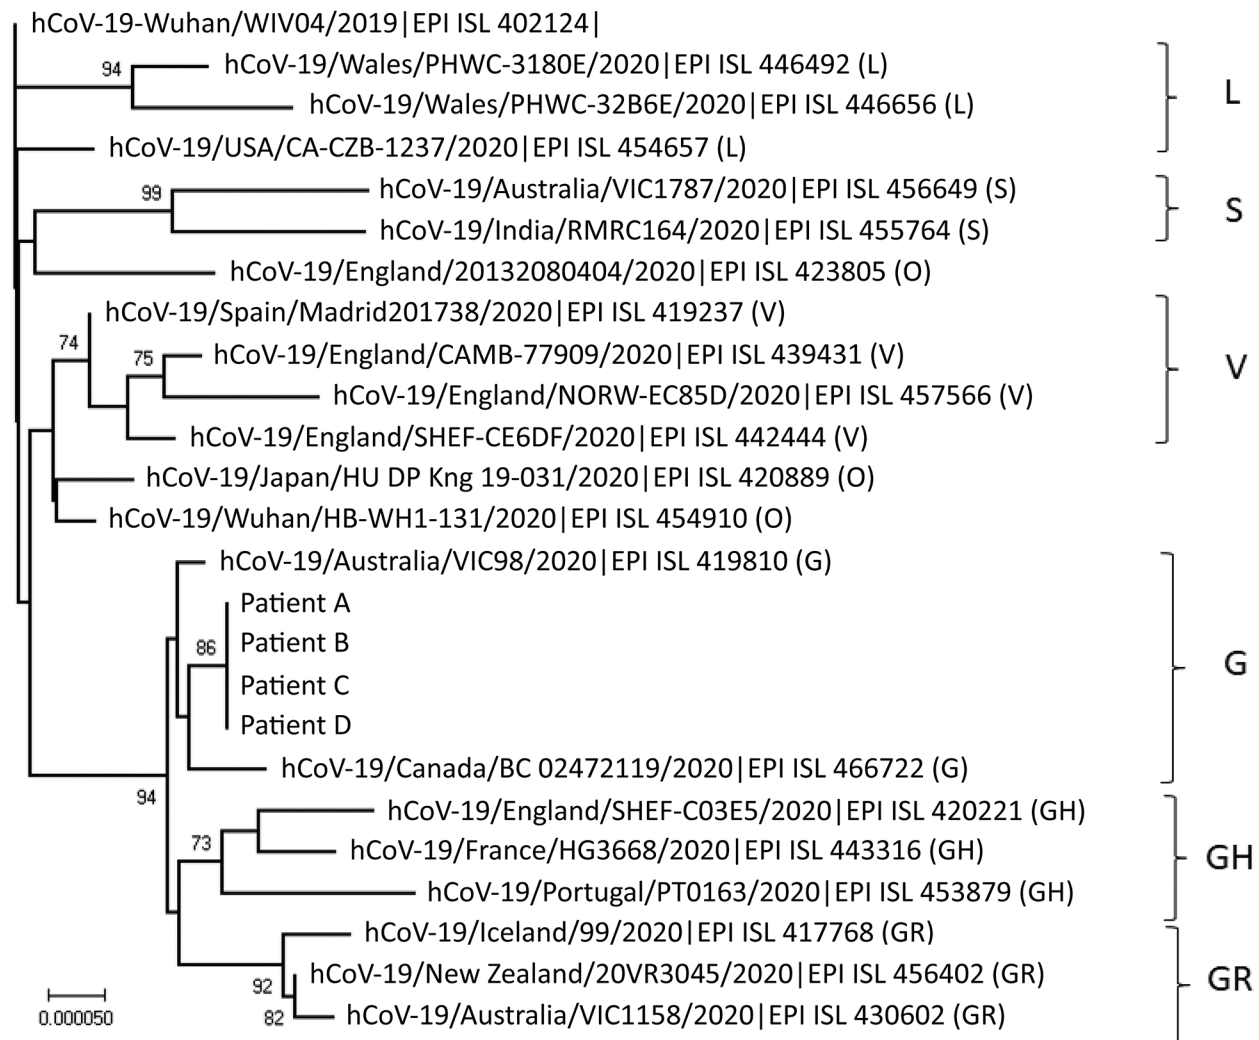 hCoV-19-Wuhan/WIV04/2019|EPI ISL 402124|
94
hCoV-19/Wales/PHWC-3180E/2020|EPI ISL 446492 (L)
hCoV-19/Wales/PHWC-32B6E/2020|EPI ISL 446656 (L)
L
hCoV-19/USA/CA-CZB-1237/2020|EPI ISL 454657 (L)
99
hCoV-19/Australia/VIC1787/2020|EPI ISL 456649 (S)
S
hCoV-19/India/RMRC164/2020|EPI ISL 455764 (S)
hCoV-19/England/20132080404/2020|EPI ISL 423805 (O)
hCoV-19/Spain/Madrid201738/2020|EPI ISL 419237 (V)
74
75
hCoV-19/England/CAMB-77909/2020|EPI ISL 439431 (V)
V
hCoV-19/England/NORW-EC85D/2020|EPI ISL 457566 (V)
hCoV-19/England/SHEF-CE6DF/2020|EPI ISL 442444 (V)
hCoV-19/Japan/HU DP Kng 19-031/2020|EPI ISL 420889 (O)
hCoV-19/Wuhan/HB-WH1-131/2020|EPI ISL 454910 (O)
hCoV-19/Australia/VIC98/2020|EPI ISL 419810 (G)
Patient A
86
Patient B
G
Patient C
Patient D
hCoV-19/Canada/BC 02472119/2020|EPI ISL 466722 (G)
94
hCoV-19/England/SHEF-C03E5/2020|EPI ISL 420221 (GH)
73
hCoV-19/France/HG3668/2020|EPI ISL 443316 (GH)
GH
hCoV-19/Portugal/PT0163/2020|EPI ISL 453879 (GH)
hCoV-19/Iceland/99/2020|EPI ISL 417768 (GR)
92
hCoV-19/New Zealand/20VR3045/2020|EPI ISL 456402 (GR)
GR
82
hCoV-19/Australia/VIC1158/2020|EPI ISL 430602 (GR)
0.000050